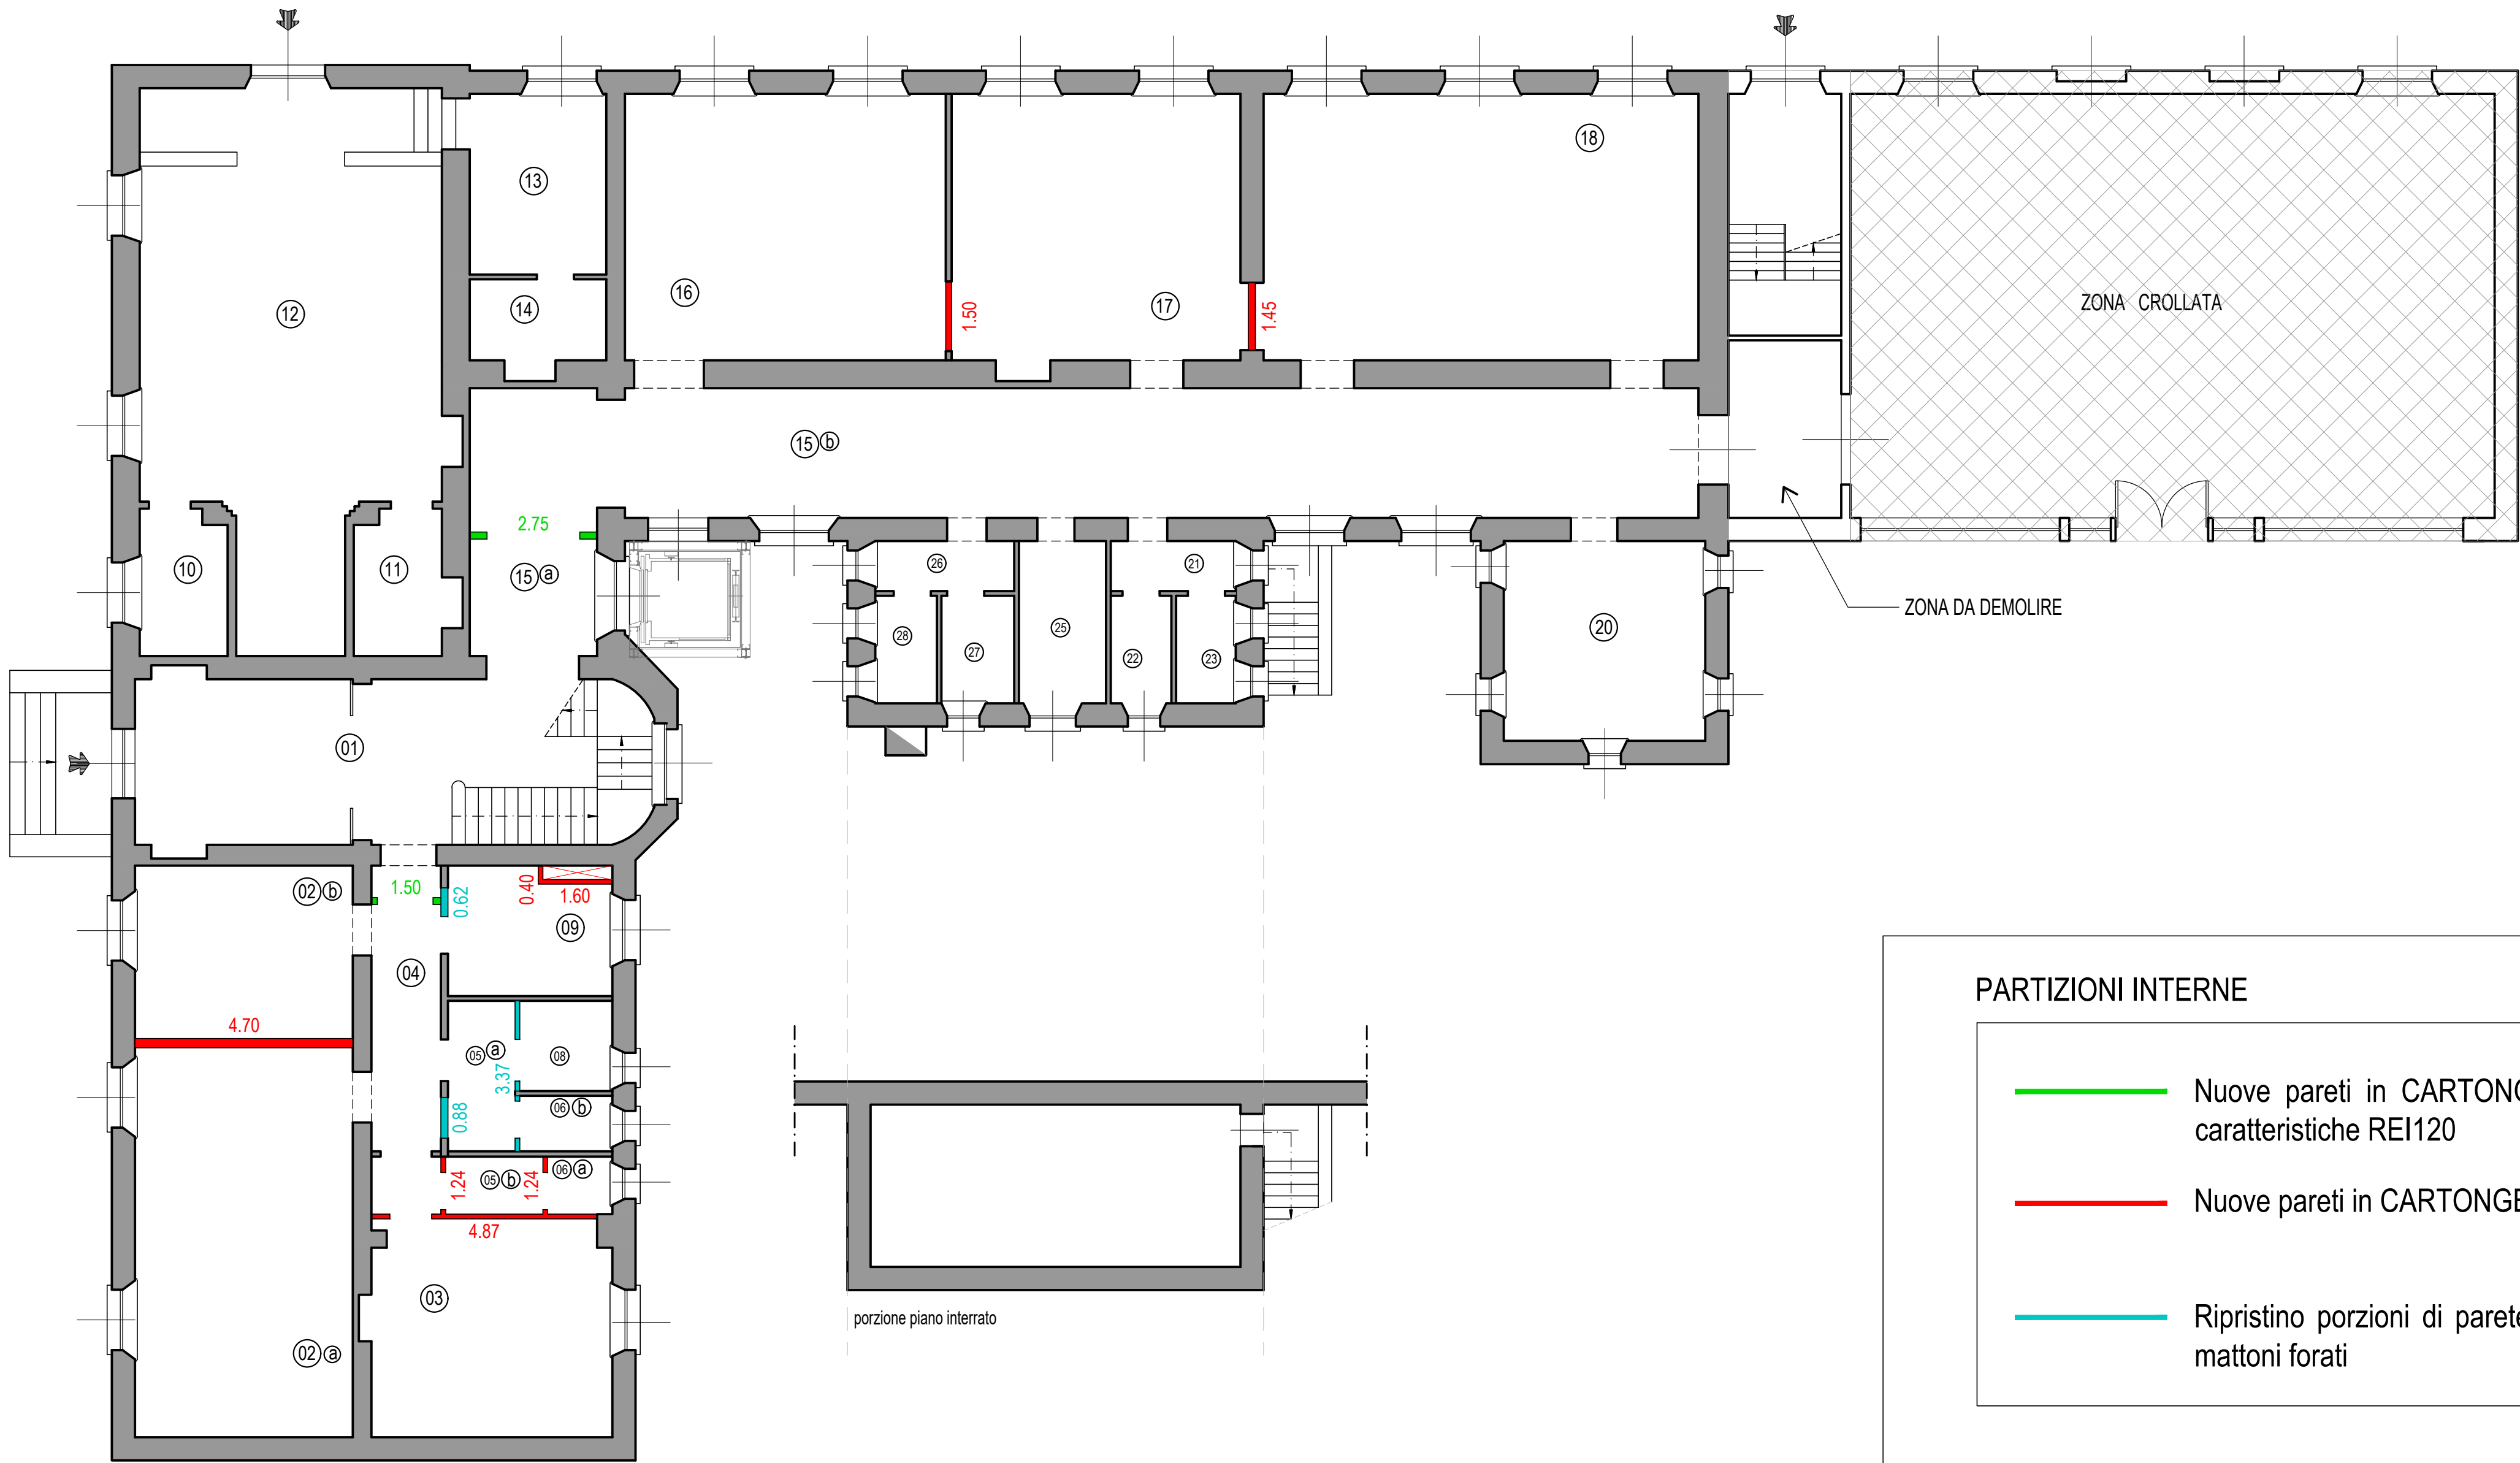 13
18
12
14
16
1.50
17
1.45
ZONA CROLLATA
15 b
2.75
10
11
15 a
26
21
28
27
25
22
23
20
ZONA DA DEMOLIRE
01
02 b
1.50
0.62
0.40
1.60
09
04
4.70
05 a
08
3.37
0.88
06 b
05 b
06 a
1.24
1.24
4.87
03
02 a
porzione piano interrato
PARTIZIONI INTERNE
Nuove pareti in
caratteristiche REI120
Nuove pareti in
Ripristino porzioni di
mattoni forati